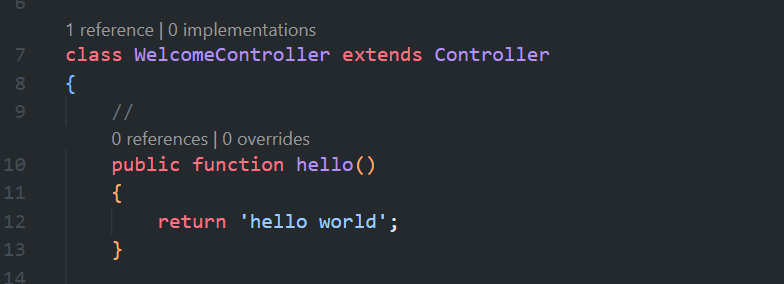 6
1 reference | 0 implementations
7 class WelcomeController extends Controller
8 {
9 //
0 references | 0 overrides
10 public function hello()
11 {
12 return 'hello world';
13 }
14